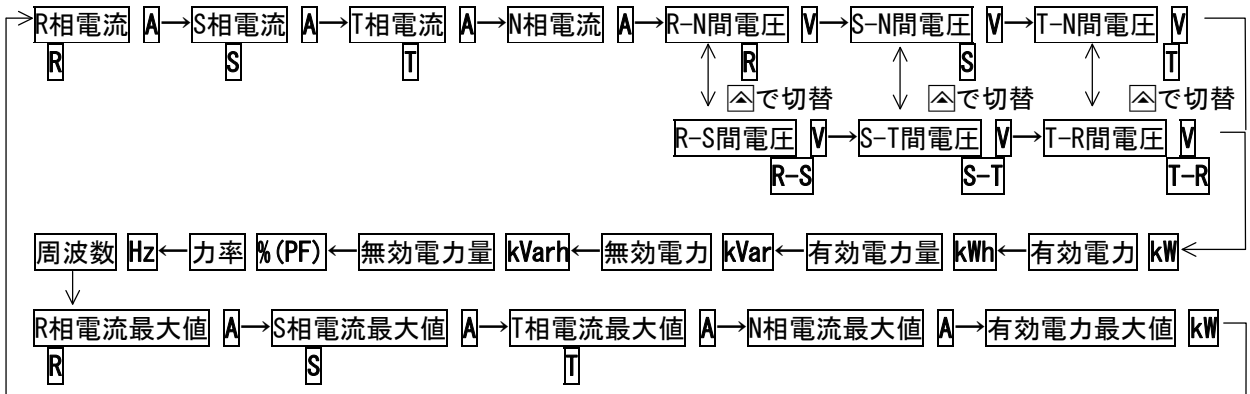 R相電流 A→S相電流 A→T相電流 A→N相電流 A→R-N間電圧 V→S-N間電圧 V→T-N間電圧 V
R S T R S T
で切替 で切替 で切替
R-S間電圧 V→S-T間電圧 V→T-R間電圧 V
R-S S-T T-R
周波数 Hz←力率 %(PF)←無効電力量 kVarh←無効電力 kVar←有効電力量 kWh←有効電力 kW
R相電流最大値 A→S相電流最大値 A→T相電流最大値 A→N相電流最大値 A→有効電力最大値 kW
R S T